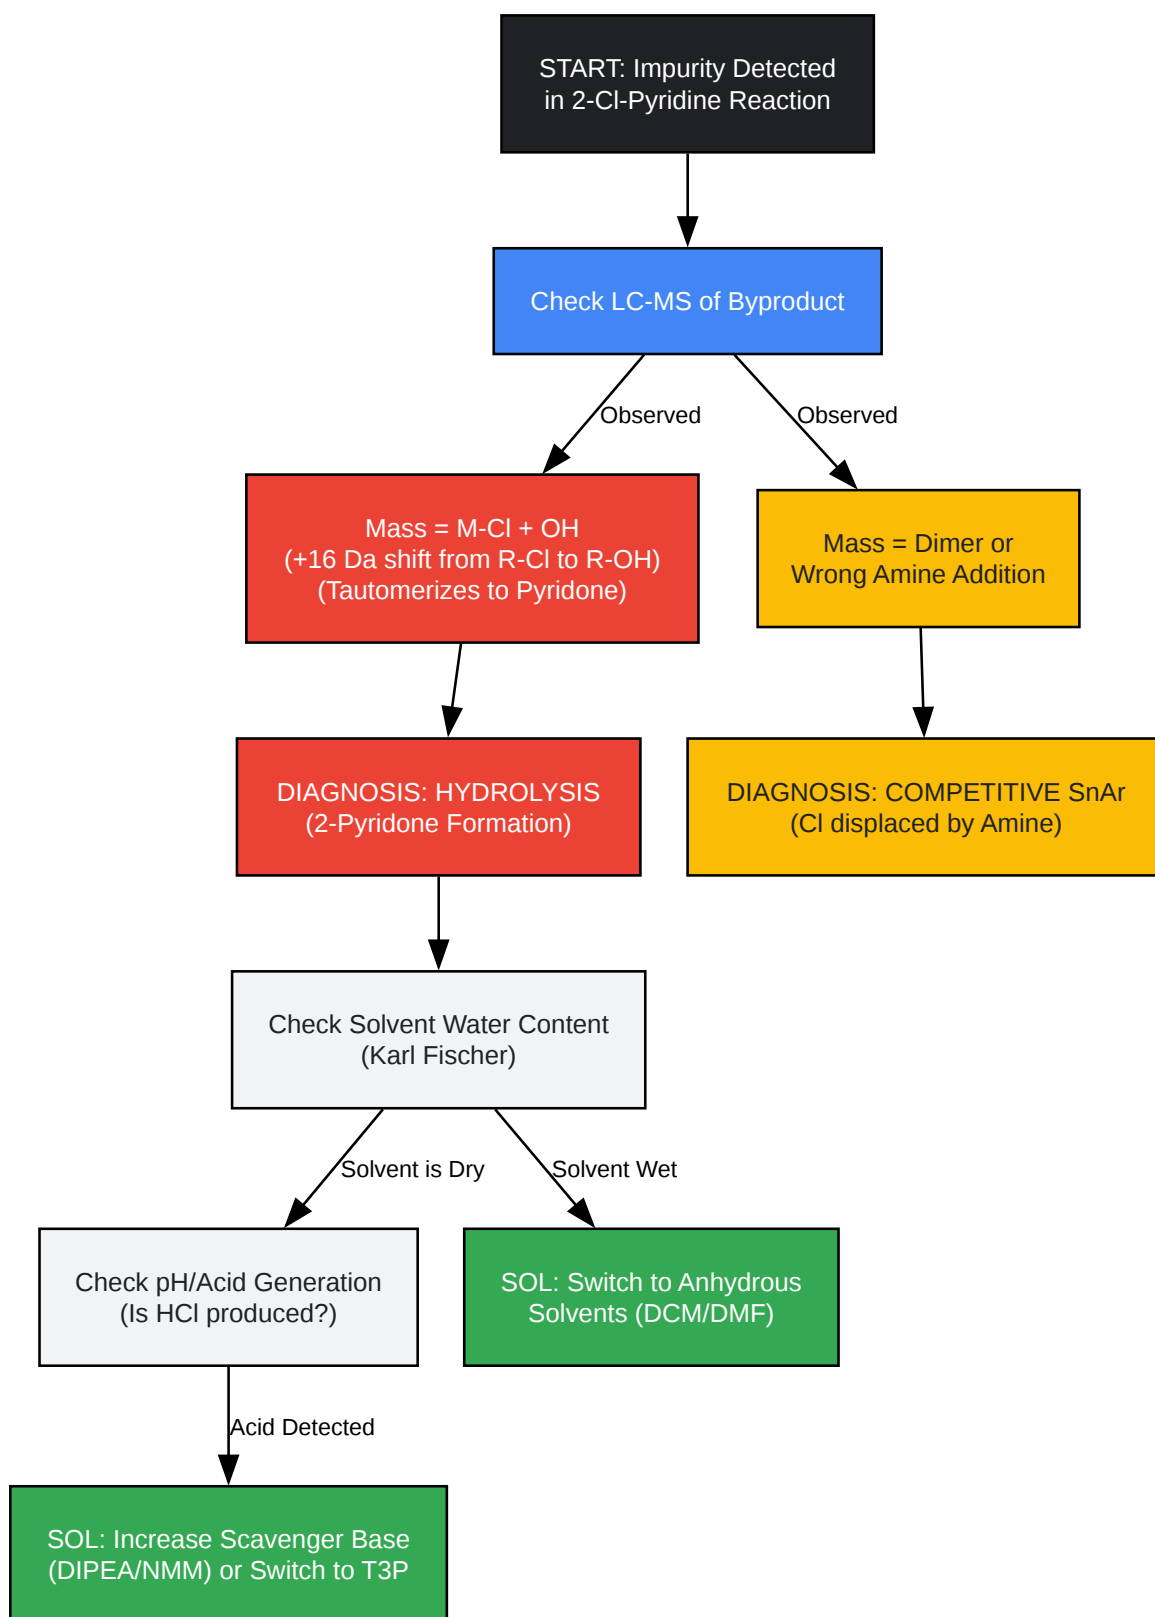 START: Impurity Detected
in 2-Cl-Pyridine Reaction
Check LC-MS of Byproduct
Observed
Observed
Mass = M-Cl + OH
(+16 Da shift from R-Cl to R-OH)
(Tautomerizes to Pyridone)
Mass = Dimer or
Wrong Amine Addition
DIAGNOSIS: HYDROLYSIS
(2-Pyridone Formation)
DIAGNOSIS: COMPETITIVE SnAr
(Cl displaced by Amine)
Check Solvent Water Content
(Karl Fischer)
Solvent is Dry
Solvent Wet
Check pH/Acid Generation
(Is HCl produced?)
SOL: Switch to Anhydrous
Solvents (DCM/DMF)
Acid Detected
SOL: Increase Scavenger Base
(DIPEA/NMM) or Switch to T3P